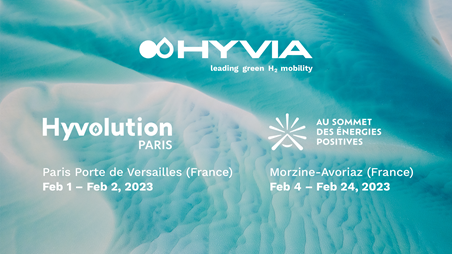 HYVIA
leading green H₂ mobility
Hyvolution
PARIS
Paris Porte de Versailles (France)
Feb 1 – Feb 2, 2023
AU SOMMET
DES ÉNERGIES
POSITIVES
Morzine-Avoriaz (France)
Feb 4 – Feb 24, 2023